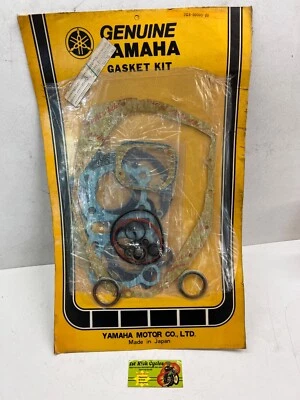 GENUINE
YAMAHA
GASKET KIT
YAMAHA MOTOR CO., LTD.
Made in Japan